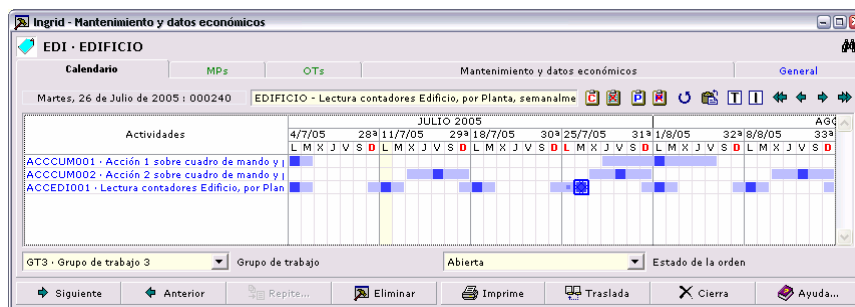 Ingrid - Mantenimiento y datos económicos
EDI · EDIFICIO
Calendario MPs OTs Mantenimiento y datos económicos General
Martes, 26 de Julio de 2005 : 000240 EDIFICIO - Lectura contadores Edificio, por Planta, semanalme C P R T I
JULIO 2005 AGO
Actividades 4/7/05 28ª 11/7/05 29ª 18/7/05 30ª 25/7/05 31ª 1/8/05 32ª 8/8/05 33ª
L M X J V S D L M X J V S D L M X J V S D L M X J V S D L M X J V S D L M X J V S D
ACCCUM001 · Acción 1 sobre cuadro de mando y
ACCCUM002 · Acción 2 sobre cuadro de mando y
ACCEDI001 · Lectura contadores Edificio, por Plan
GT3 · Grupo de trabajo 3 Grupo de trabajo Abierta Estado de la orden
Siguiente Anterior Repite... Eliminar Imprime Traslada Cierra Ayuda...